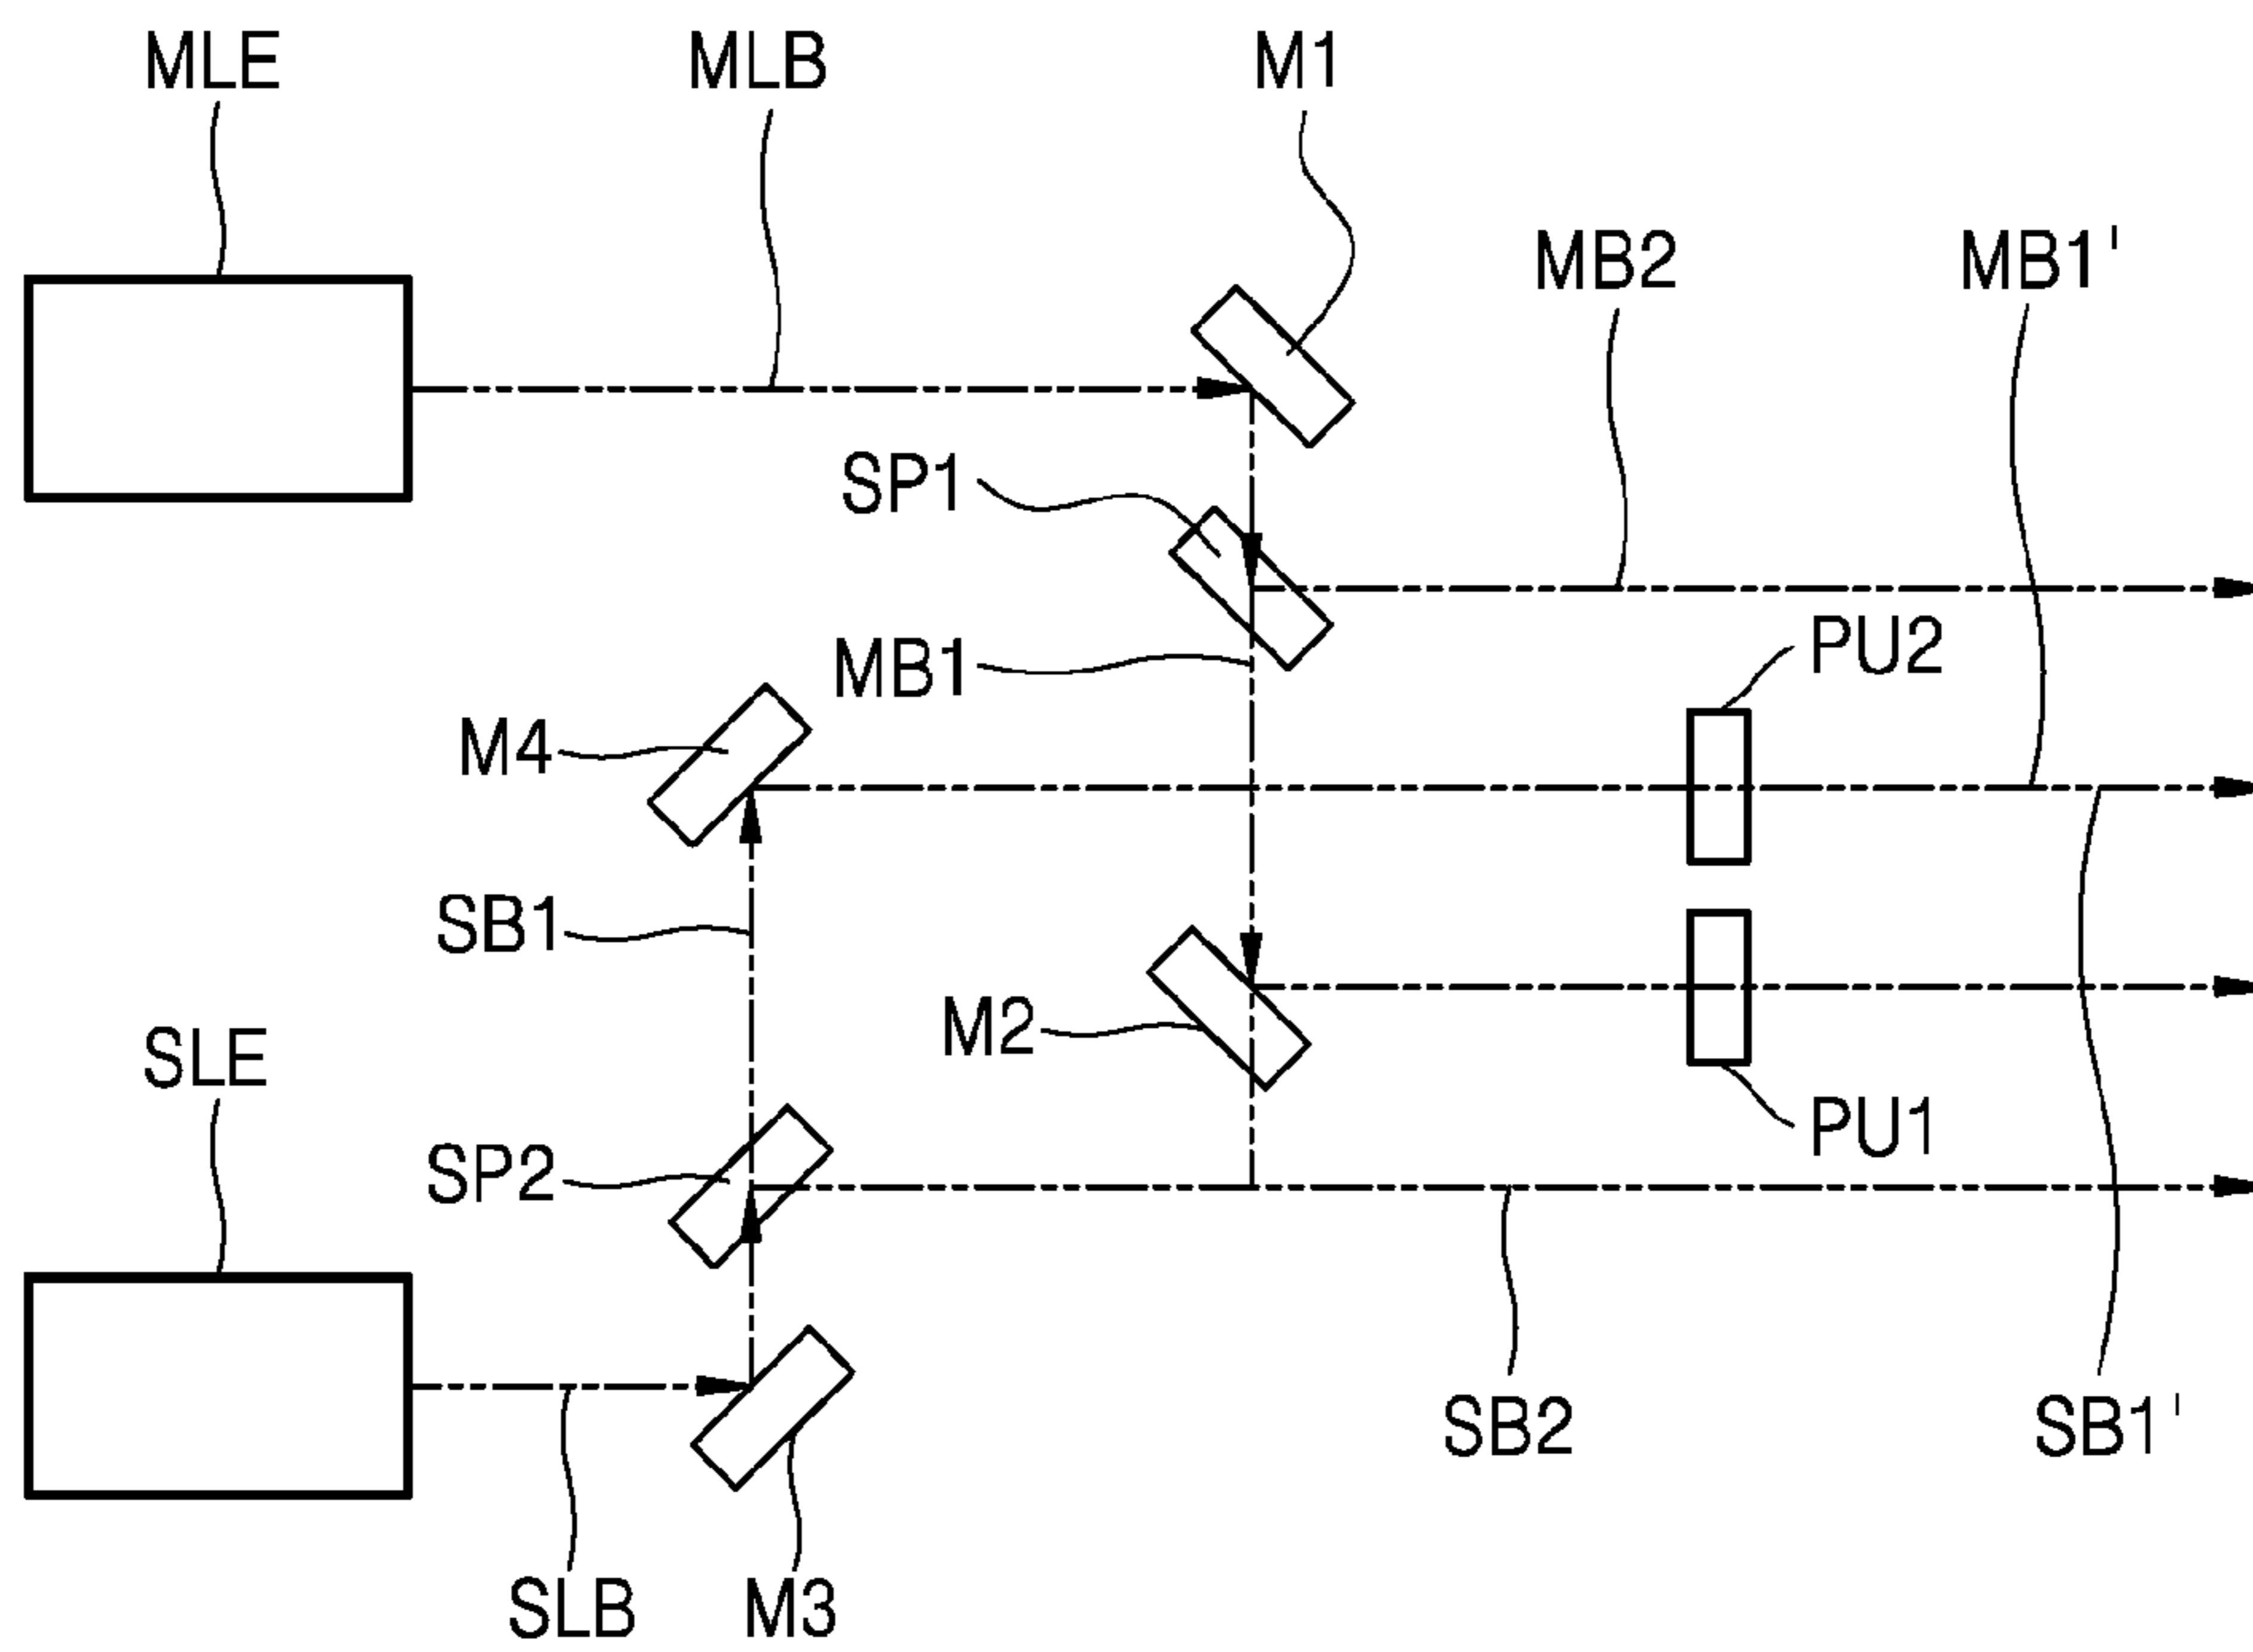 MLE MLB M1
MB2 MB1'
SP1
MB1 PU2
M4
SB1
M2
SLE
SP2 PU1
SB2 SB1'
SLB M3